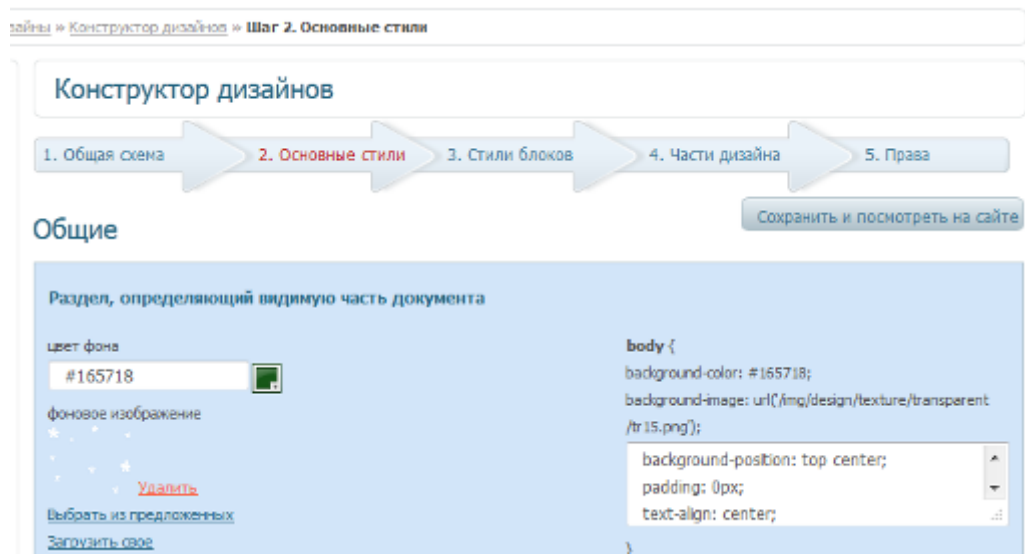 зайны » Конструктор дизайнов » Шаг 2. Основные стили
Конструктор дизайнов
1. Общая схема
2. Основные стили
3. Стили блоков
4. Части дизайна
5. Права
Сохранить и посмотреть на сайте
Общие
Раздел, определяющий видимую часть документа
цвет фона
#165718
фоновое изображение
Удалить
Выбрать из предложенных
Загрузить свое
body {
background-color: #165718;
background-image: url('/img/design/texture/transparent
/tr15.png');
background-position: top center;
padding: 0px;
text-align: center;
}